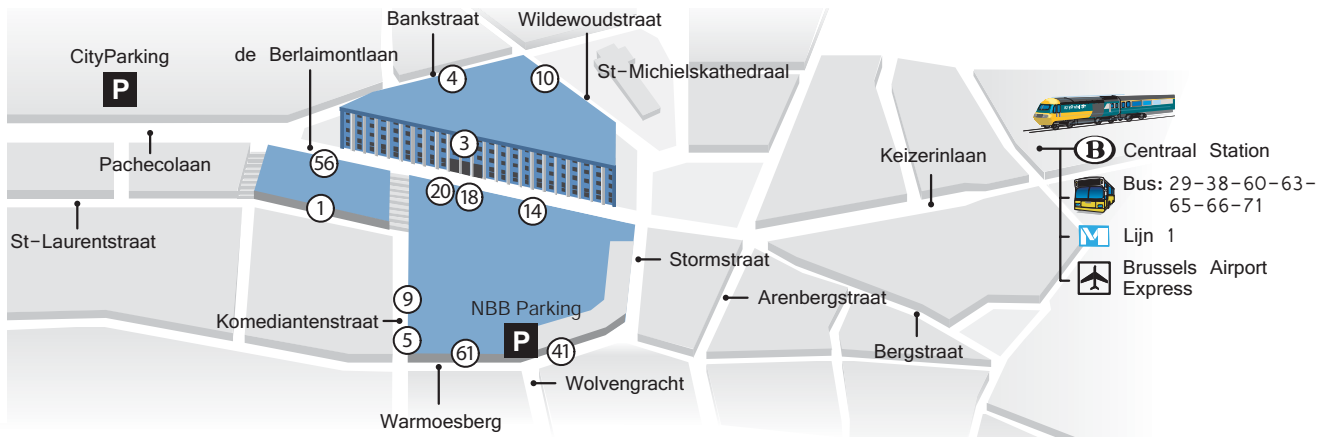 Bankstraat
Wildewoudstraat
CityParking
P
de Berlaimontlaan
4
10
St-Michielskathedraal
3
Pachecolaan
56
Keizerinlaan
B
Centraal Station
20
18
14
1
Bus: 29-38-60-63-
65-66-71
St-Laurentstraat
M
Lijn 1
Stormstraat
Brussels Airport
Express
Arenbergstraat
9
NBB Parking
Komediantenstraat
5
61
P
41
Bergstraat
Wolvengracht
Warmoesberg